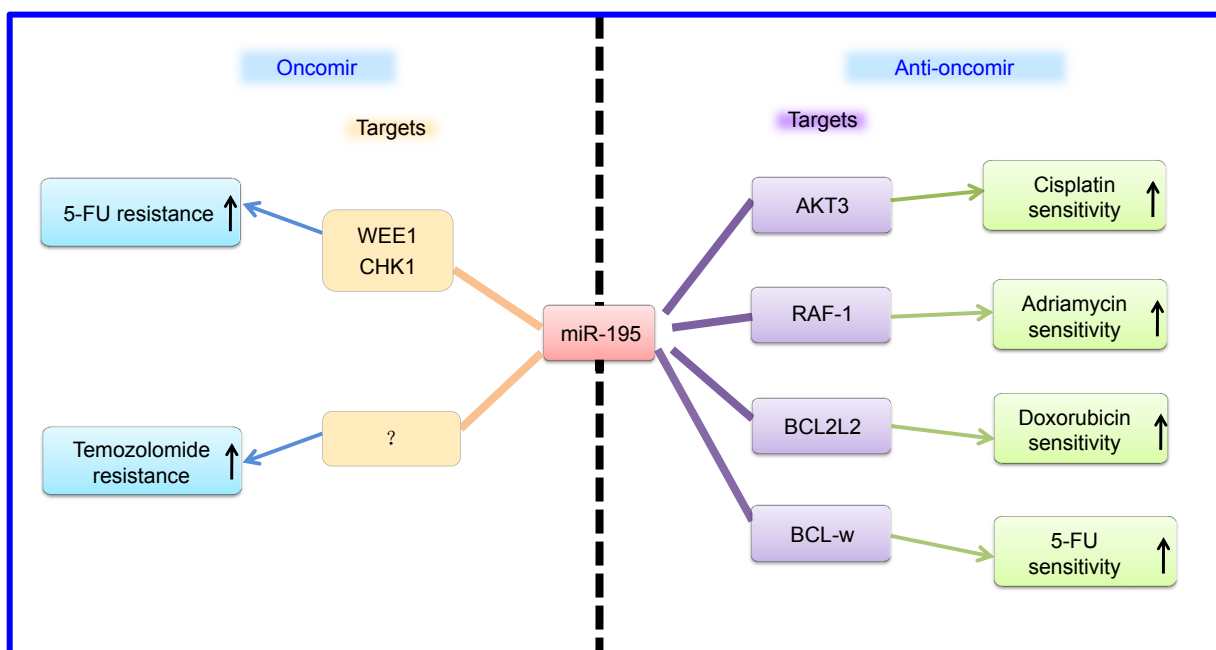 Oncomir
Targets
5-FU resistance ↑
WEE1
CHK1
Temozolomide
resistance ↑
?
miR-195
Anti-oncomir
Targets
AKT3
Cisplatin
sensitivity ↑
RAF-1
Adriamycin
sensitivity ↑
BCL2L2
Doxorubicin
sensitivity ↑
BCL-w
5-FU
sensitivity ↑